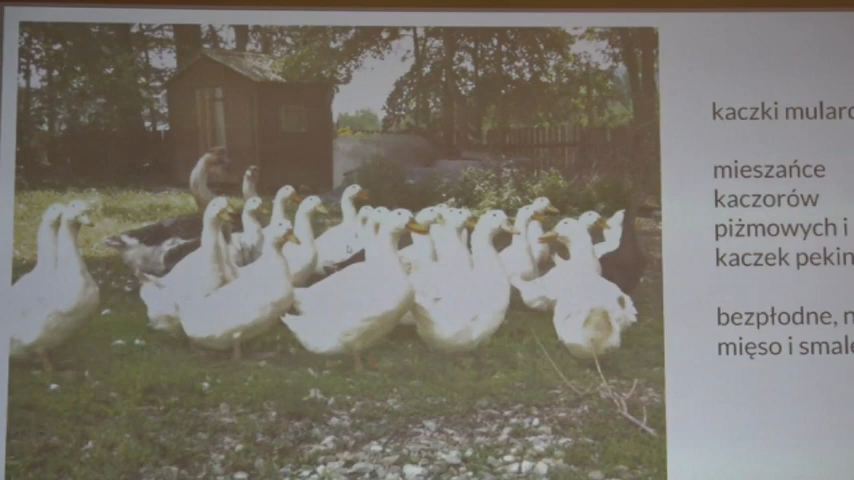 kaczki
mieszańce
kaczorów
piżmowych i
kaczek
bezpłodne,
mięso i